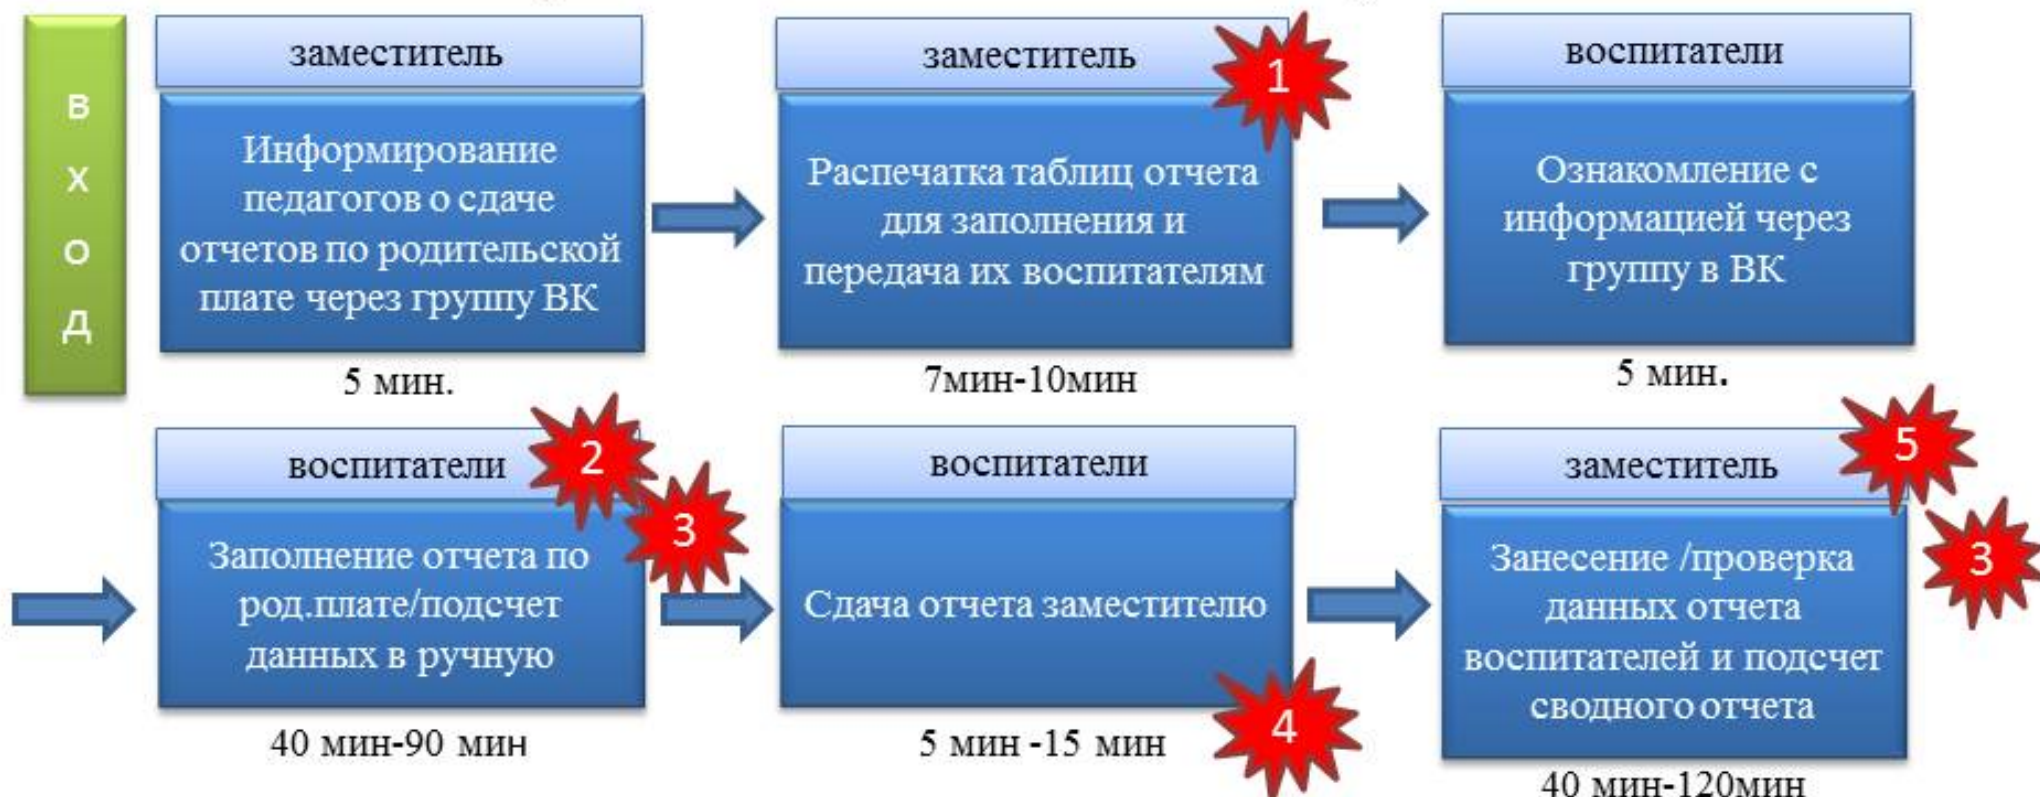 В
Х
О
Д
заместитель
Информирование
педагогов о сдаче
отчетов по родительской
плате через группу ВК
5 мин.
заместитель
1
Распечатка таблиц отчета
для заполнения и
передача их воспитателям
7мин-10мин
воспитатели
Ознакомление с
информацией через
группу в ВК
5 мин.
воспитатели
2
3
Заполнение отчета по
род.плате/подсчет
данных в ручную
40 мин-90 мин
воспитатели
Сдача отчета заместителю
4
5 мин -15 мин
заместитель
5
3
Занесение /проверка
данных отчета
воспитателей и подсчет
сводного отчета
40 мин-120мин